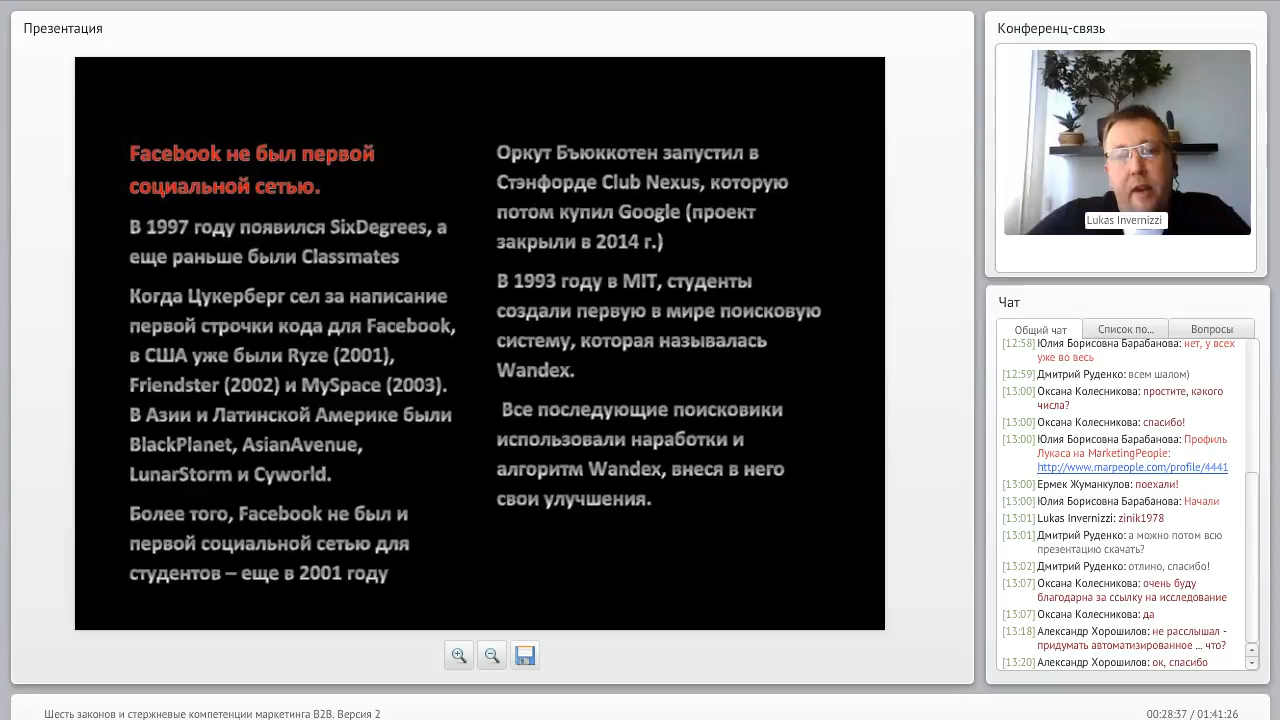 Презентация
Facebook не был первой
социальной сетью.
В 1997 году появился SixDegrees, а
еще раньше были Classmates
Когда Цукерберг сел за написание
первой строчки кода для Facebook,
в США уже были Ryze (2001),
Friendster (2002) и MySpace (2003).
В Азии и Латинской Америке были
BlackPlanet, AsianAvenue,
LunarStorm и Cyworld.
Более того, Facebook не был и
первой социальной сетью для
студентов – еще в 2001 году
Оркут Бъюккотен запустил в
Стэнфорде Club Nexus, которую
потом купил Google (проект
закрыли в 2014 г.)
В 1993 году в MIT, студенты
создали первую в мире поисковую
систему, которая называлась
Wandex.
Все последующие поисковики
использовали наработки и
алгоритм Wandex, внеся в него
свои улучшения.
Конференц-связь
Lukas Invernizzi
Чат
Общий чат
Список по...
Вопросы
[12:58] Юлия Борисовна Барабанова: нет, у всех
уже во весь
[12:59] Дмитрий Руденко: всем шалом)
[13:00] Оксана Колесникова: простите, какого
числа?
[13:00] Оксана Колесникова: спасибо!
[13:00] Юлия Борисовна Барабанова: Профиль
Лукаса на MarketingPeople:
http://www.marpeople.com/profile/4441
[13:00] Ермек Жуманкулов: поехали!
[13:00] Юлия Борисовна Барабанова: Начали
[13:01] Lukas Invernizzi: zinik1978
[13:01] Дмитрий Руденко: а можно потом всю
презентацию скачать?
[13:02] Дмитрий Руденко: отлино, спасибо!
[13:07] Оксана Колесникова: очень буду
благодарна за ссылку на исследование
[13:07] Оксана Колесникова: да
[13:18] Александр Хорошилов: не расслышал -
придумать автоматизированное ... что?
[13:20] Александр Хорошилов: ок, спасибо
Шесть законов и стержневые компетенции маркетинга B2B. Версия 2
00:28:37 / 01:41:26